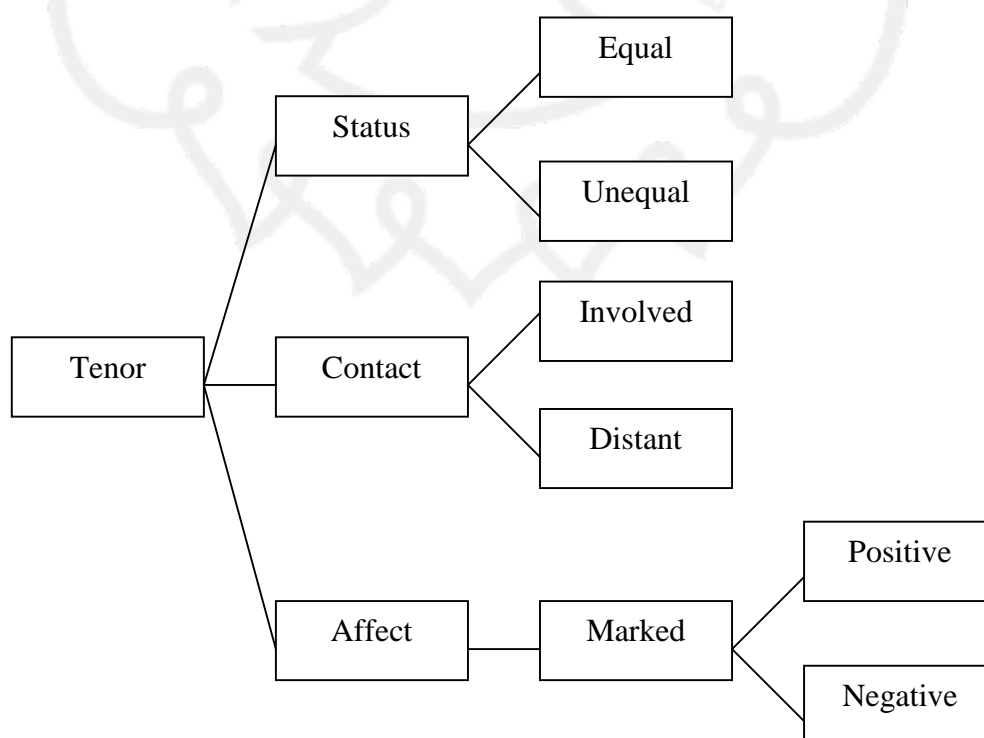 Equal
Status
Unequal
Involved
Tenor
Contact
Distant
Positive
Affect
Marked
Negative